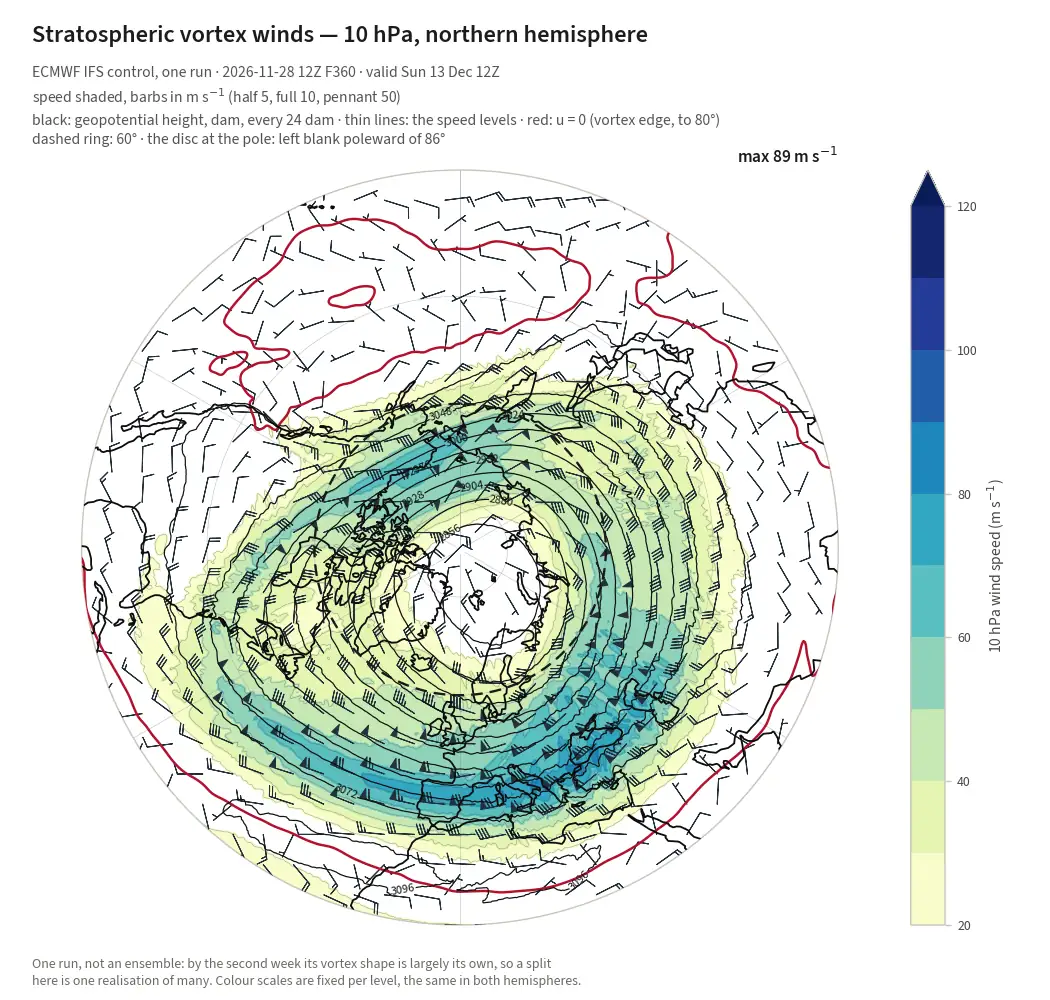 Stratospheric vortex winds — 10 hPa, northern hemisphere
ECMWF IFS control, one run · 2026-11-28 12Z F360 · valid Sun 13 Dec 12Z
speed shaded, barbs in m s⁻¹ (half 5, full 10, pennant 50)
black: geopotential height, dam, every 24 dam · thin lines: the speed levels · red: u = 0 (vortex edge, to 80°)
dashed ring: 60° · the disc at the pole: left blank poleward of 86°
max 89 m s⁻¹
120
100
80
60
40
20
10 hPa wind speed (m s⁻¹)
3048
2904
2928
2880
3072
3096
3096
One run, not an ensemble: by the second week its vortex shape is largely its own, so a split
here is one realisation of many. Colour scales are fixed per level, the same in both hemispheres.